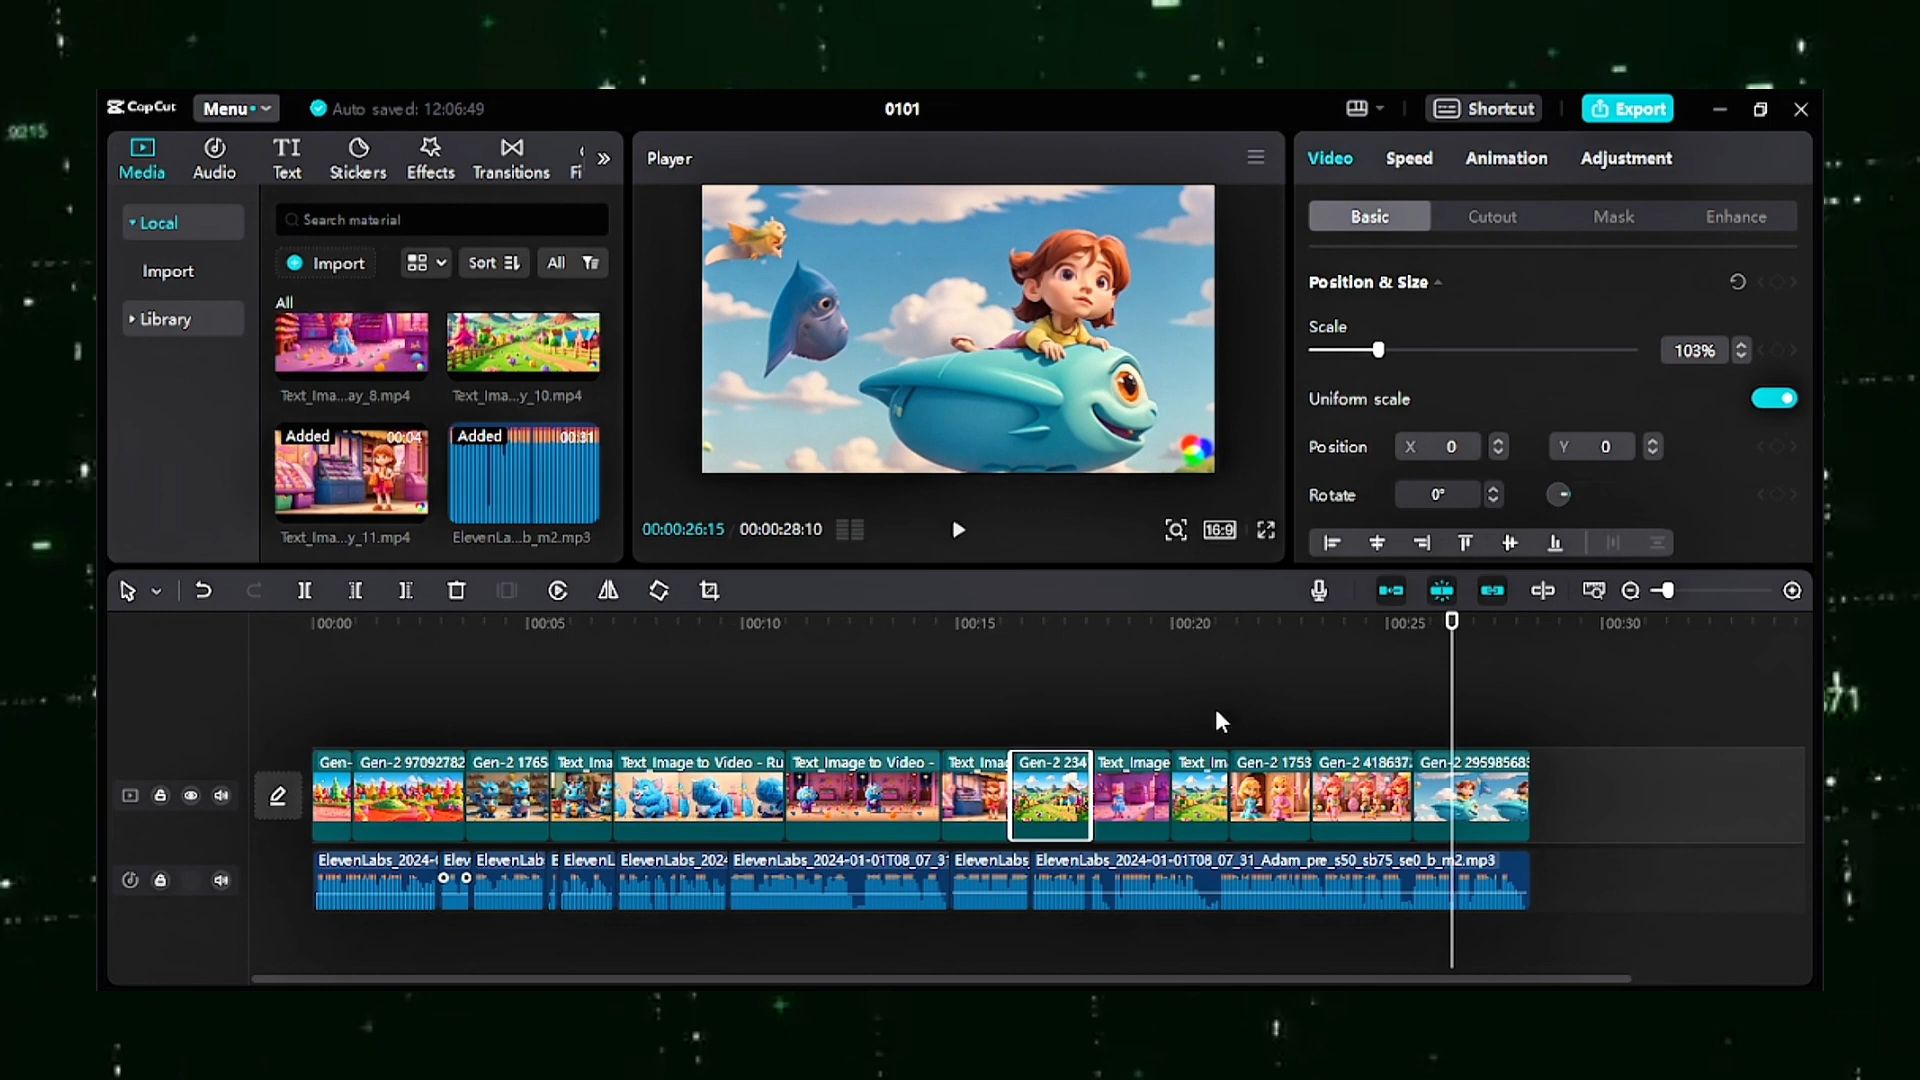 CapCut Menu Auto saved: 12:06:49 0101 Shortcut Export
Media Audio Text Stickers Effects Transitions Fi
Local
Import
Library
Search material
Import Sort All
All
Text_Ima...ay_8.mp4 Text_Ima...y_10.mp4
Added 00:04 Added 00:31
Text_Ima...y_11.mp4 ElevenLa...b_m2.mp3
Player
00:00:26:15 00:00:28:10 16:9
Video Speed Animation Adjustment
Basic Cutout Mask Enhance
Position & Size
Scale
103%
Uniform scale
Position X 0 Y 0
Rotate 0°
00:00 00:05 00:10 00:15 00:20 00:25 00:30
Gen- Gen-2 97092782 Gen-2 1765 Text_Ima Text_Image to Video - Ru Text_Image to Video - Text_Imag Gen-2 234 Text_Image Text_Im Gen-2 1753 Gen-2 418637 Gen-2 295985683
ElevenLabs_2024-( Elev ElevenLab E ElevenL ElevenLabs_2024 ElevenLabs_2024-01-01T08_07_31 ElevenLabs ElevenLabs_2024-01-01T08_07_31_Adam_pre_s50_sb75_se0_b_m2.mp3